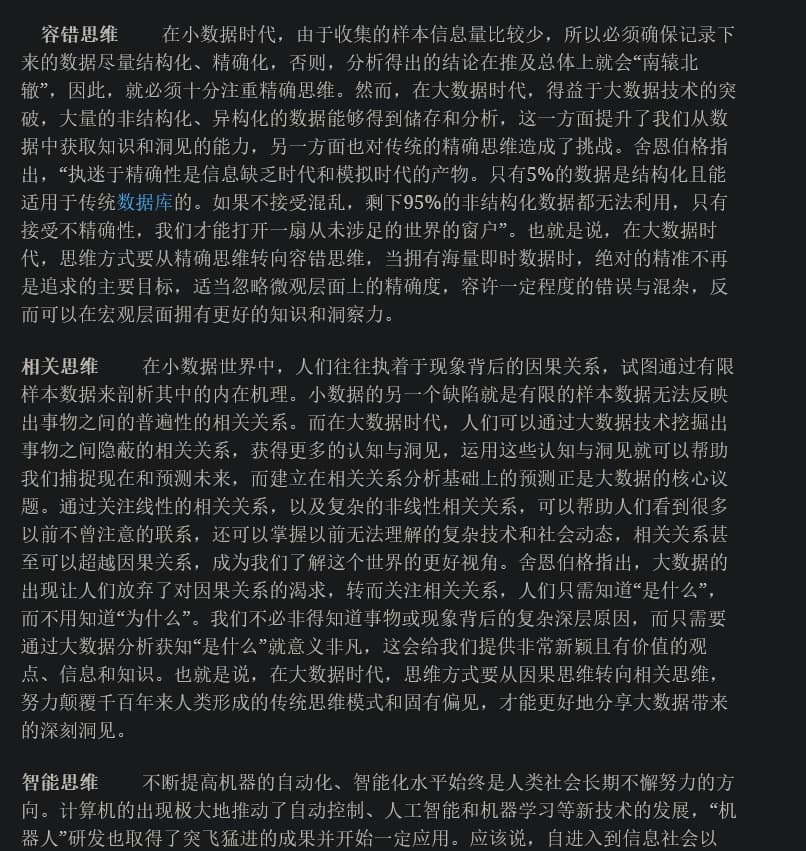 容错思维　　在小数据时代，由于收集的样本信息量比较少，所以必须确保记录下
来的数据尽量结构化、精确化，否则，分析得出的结论在推及总体上就会“南辕北
辙”，因此，就必须十分注重精确思维。然而，在大数据时代，得益于大数据技术的突
破，大量的非结构化、异构化的数据能够得到储存和分析，这一方面提升了我们从数
据中获取知识和洞见的能力，另一方面也对传统的精确思维造成了挑战。舍恩伯格指
出，“执迷于精确性是信息缺乏时代和模拟时代的产物。只有5%的数据是结构化且能
适用于传统数据库的。如果不接受混乱，剩下95%的非结构化数据都无法利用，只有
接受不精确性，我们才能打开一扇从未涉足的世界的窗户”。也就是说，在大数据时
代，思维方式要从精确思维转向容错思维，当拥有海量即时数据时，绝对的精准不再
是追求的主要目标，适当忽略微观层面上的精确度，容许一定程度的错误与混杂，反
而可以在宏观层面拥有更好的知识和洞察力。
相关思维　　在小数据世界中，人们往往执着于现象背后的因果关系，试图通过有限
样本数据来剖析其中的内在机理。小数据的另一个缺陷就是有限的样本数据无法反映
出事物之间的普遍性的相关关系。而在大数据时代，人们可以通过大数据技术挖掘出
事物之间隐蔽的相关关系，获得更多的认知与洞见，运用这些认知与洞见就可以帮助
我们捕捉现在和预测未来，而建立在相关关系分析基础上的预测正是大数据的核心议
题。通过关注线性的相关关系，以及复杂的非线性相关关系，可以帮助人们看到很多
以前不曾注意的联系，还可以掌握以前无法理解的复杂技术和社会动态，相关关系甚
至可以超越因果关系，成为我们了解这个世界的更好视角。舍恩伯格指出，大数据的
出现让人们放弃了对因果关系的渴求，转而关注相关关系，人们只需知道“是什么”，
而不用知道“为什么”。我们不必非得知道事物或现象背后的复杂深层原因，而只需要
通过大数据分析获知“是什么”就意义非凡，这会给我们提供非常新颖且有价值的观
点、信息和知识。也就是说，在大数据时代，思维方式要从因果思维转向相关思维，
努力颠覆千百年来人类形成的传统思维模式和固有偏见，才能更好地分享大数据带来
的深刻洞见。
智能思维　　不断提高机器的自动化、智能化水平始终是人类社会长期不懈努力的方
向。计算机的出现极大地推动了自动控制、人工智能和机器学习等新技术的发展，“机
器人”研发也取得了突飞猛进的成果并开始一定应用。应该说，自进入到信息社会以